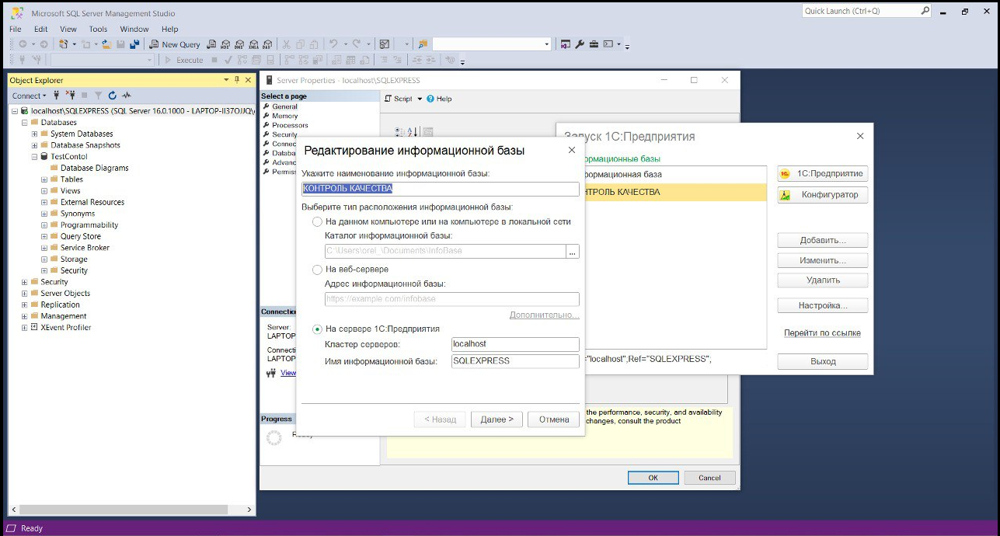 Microsoft SQL Server Management Studio
Quick Launch (Ctrl+Q)
File Edit View Tools Window Help
New Query
Execute
Object Explorer
Connect
localhost\SQLEXPRESS (SQL Server 16.0.1000 - LAPTOP-II37OJJQ\
Databases
System Databases
Database Snapshots
TestContol
Database Diagrams
Tables
Views
External Resources
Synonyms
Programmability
Query Store
Service Broker
Storage
Security
Security
Server Objects
Replication
Management
XEvent Profiler
Server Properties - localhost\SQLEXPRESS
Select a page
General
Memory
Processors
Security
Connec
Databa
Advanc
Permiss
Script
Help
Connection
Server:
LAPTOP
Connecti
LAPTOP
View
Progress
the performance, security, and availability
changes, consult the product
OK
Cancel
Редактирование информационной базы
Укажите наименование информационной базы:
КОНТРОЛЬ КАЧЕСТВА
Выберите тип расположения информационной базы:
На данном компьютере или на компьютере в локальной сети
Каталог информационной базы:
C:\Users\orel_\Documents\InfoBase
...
На веб-сервере
Адрес информационной базы:
https://example.com/infobase
Дополнительно...
На сервере 1С:Предприятия
Кластер серверов:
localhost
Имя информационной базы:
SQLEXPRESS
< Назад
Далее >
Отмена
Запуск 1С:Предприятия
ормационные базы
формационная база
НТРОЛЬ КАЧЕСТВА
="localhost";Ref="SQLEXPRESS";
1С:Предприятие
Конфигуратор
Добавить...
Изменить...
Удалить
Настройка...
Перейти по ссылке
Выход
Ready